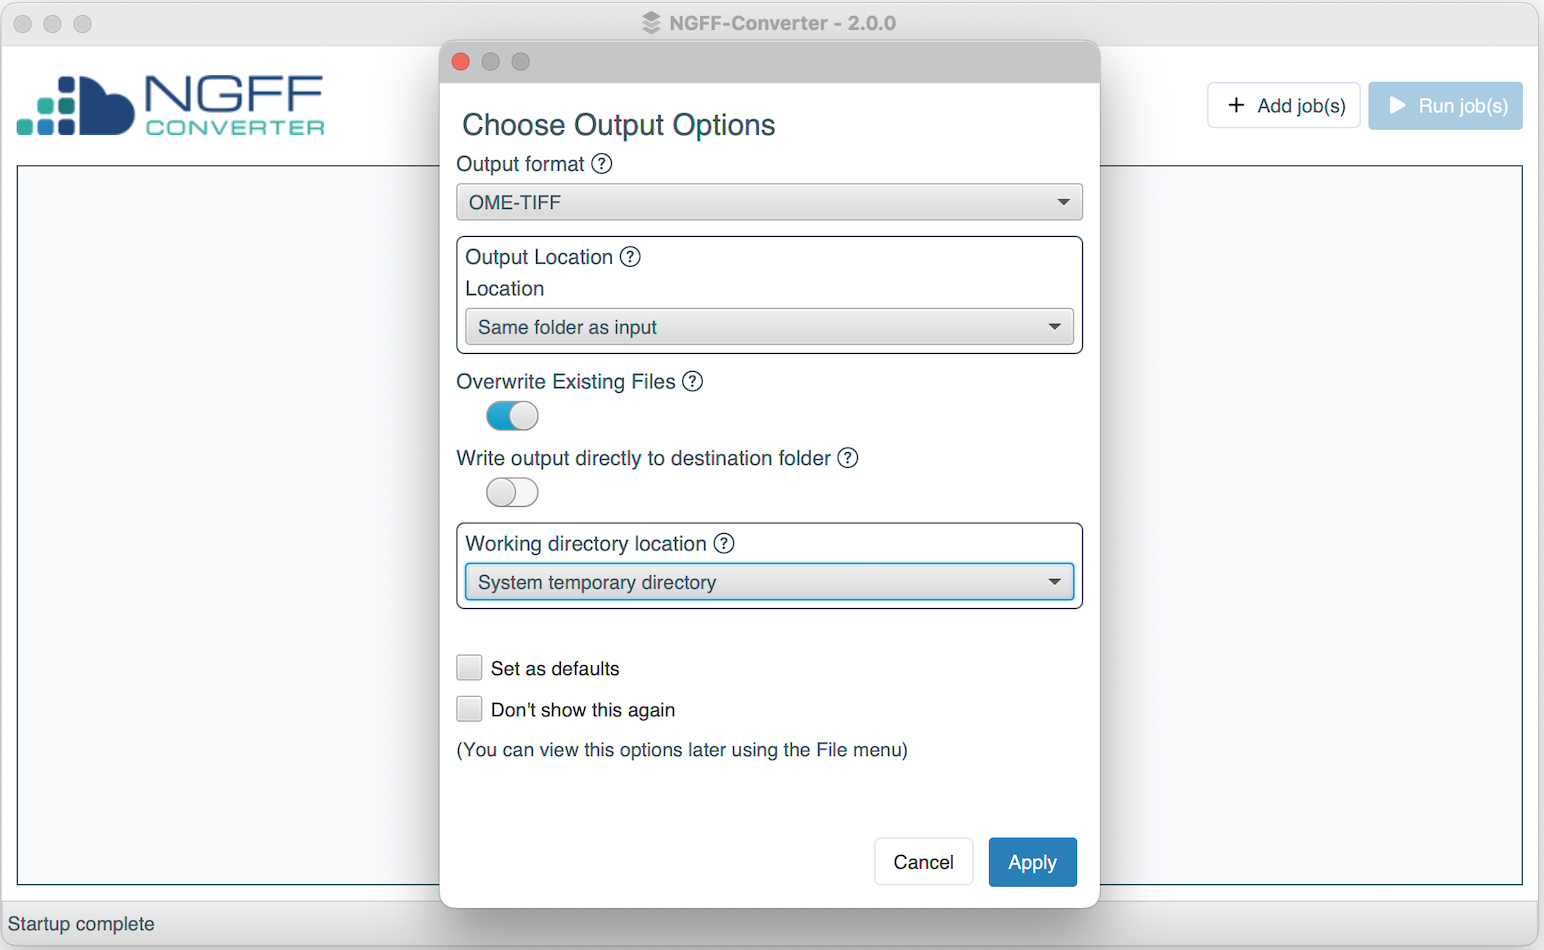 NGFF-Converter - 2.0.0
NGFF
CONVERTER
+ Add job(s)
Run job(s)
Choose Output Options
Output format ?
OME-TIFF
Output Location ?
Location
Same folder as input
Overwrite Existing Files ?
Write output directly to destination folder ?
Working directory location ?
System temporary directory
Set as defaults
Don't show this again
(You can view this options later using the File menu)
Cancel
Apply
Startup complete